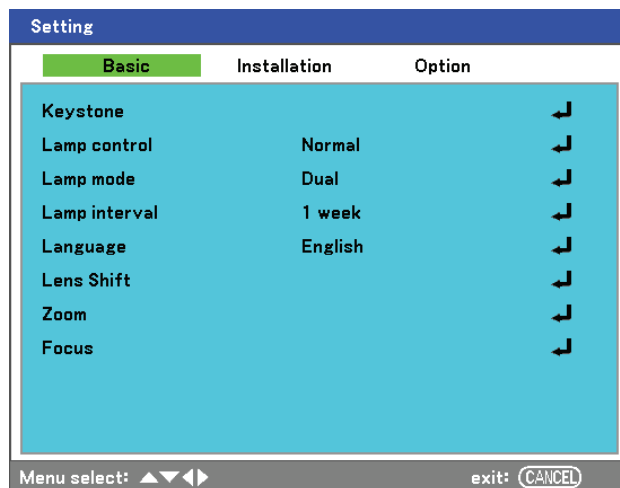 Setting
Basic Installation Option
Keystone
Lamp control Normal
Lamp mode Dual
Lamp interval 1 week
Language English
Lens Shift
Zoom
Focus
Menu select: ▲▼◀▶ exit: CANCEL